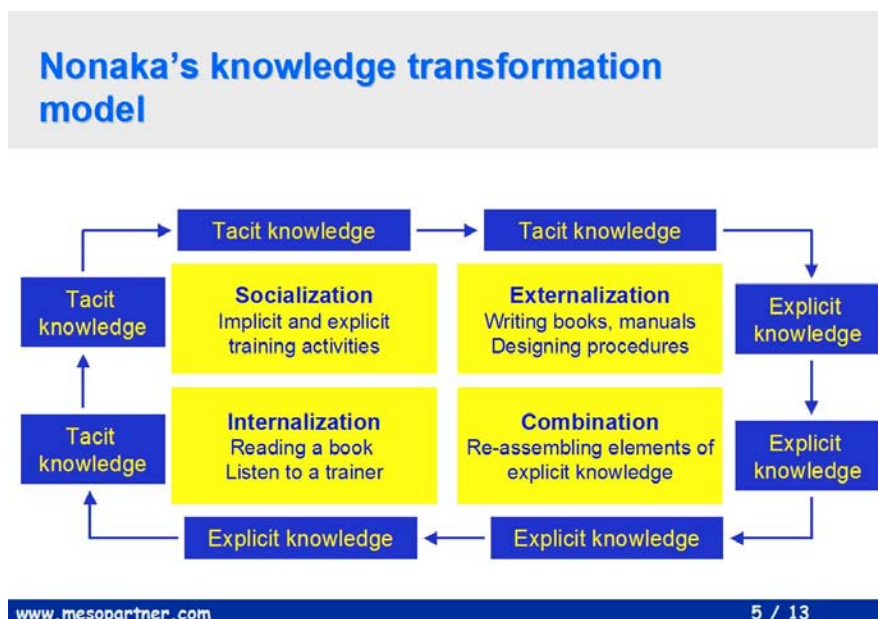 Nonaka's knowledge transformation
model
Tacit knowledge
Tacit knowledge
Tacit
knowledge
Socialization
Implicit and explicit
training activities
Externalization
Writing books, manuals
Designing procedures
Explicit
knowledge
Tacit
knowledge
Internalization
Reading a book
Listen to a trainer
Combination
Re-assembling elements of
explicit knowledge
Explicit
knowledge
Explicit knowledge
Explicit knowledge
www.mesopartner.com
5 / 13